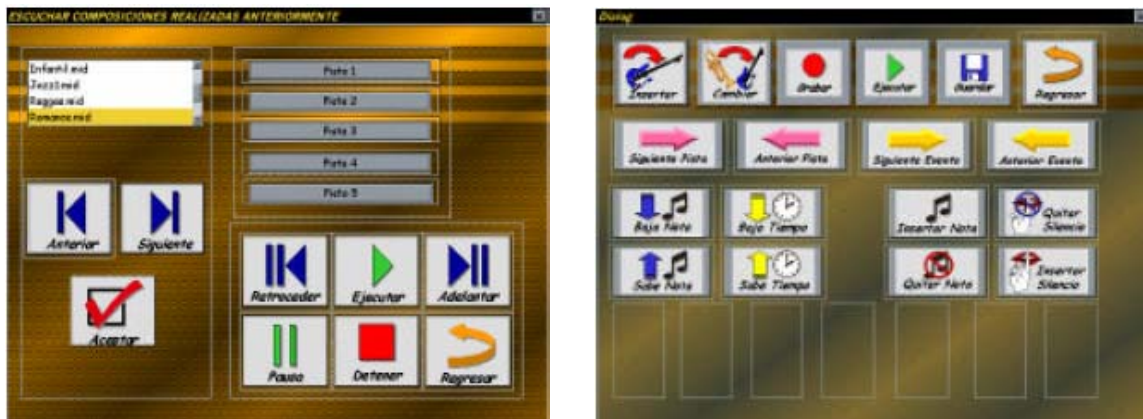 ESCUCHAR COMPOSICIONES REALIZADAS ANTERIORMENTE
Infantil.mid
Jazz1.mid
Reggae.mid
Romance.mid
Pista 1
Pista 2
Pista 3
Pista 4
Pista 5
Anterior Siguiente
Aceptar
Retroceder Ejecutar Adelantar
Pausa Detener Regresar
Dialog
Insertar Cambiar Grabar Ejecutar Guardar Regresar
Siguiente Pista Anterior Pista Siguiente Evento Anterior Evento
Baja Nota Baja Tiempo Insertar Nota Quitar Silencio
Sube Nota Sube Tiempo Quitar Nota Insertar Silencio